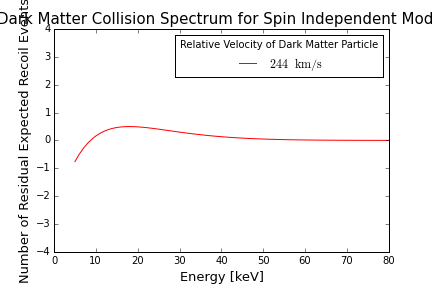 Dark Matter Collision Spectrum for Spin Independent Mod
Number of Residual Expected Recoil Events
Relative Velocity of Dark Matter Particle
244 km/s
4
3
2
1
0
−1
−2
−3
−4
0 10 20 30 40 50 60 70 80
Energy [keV]